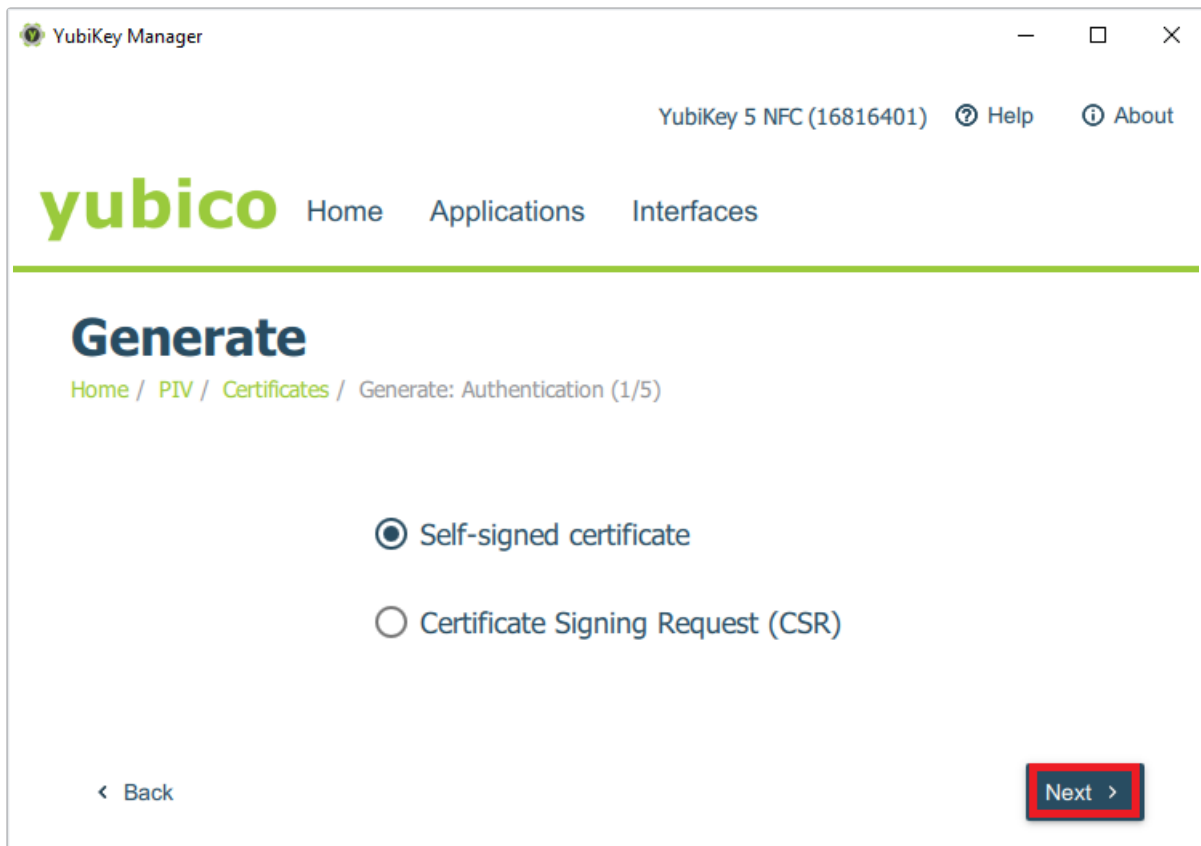 YubiKey Manager
YubiKey 5 NFC (16816401) Help About
yubico Home Applications Interfaces
Generate
Home / PIV / Certificates / Generate: Authentication (1/5)
Self-signed certificate
Certificate Signing Request (CSR)
Back Next